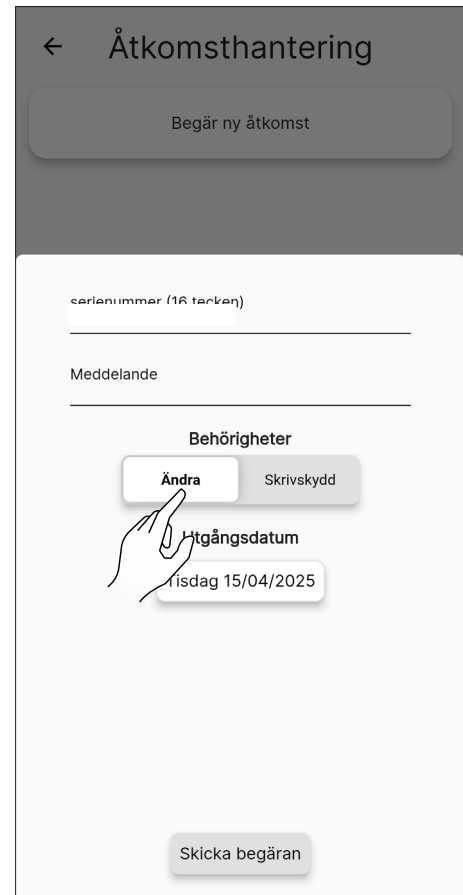 Åtkomsthantering
Begär ny åtkomst
serienummer (16 tecken)
Meddelande
Behörigheter
Ändra Skrivskydd
Utgångsdatum
Tisdag 15/04/2025
Skicka begäran